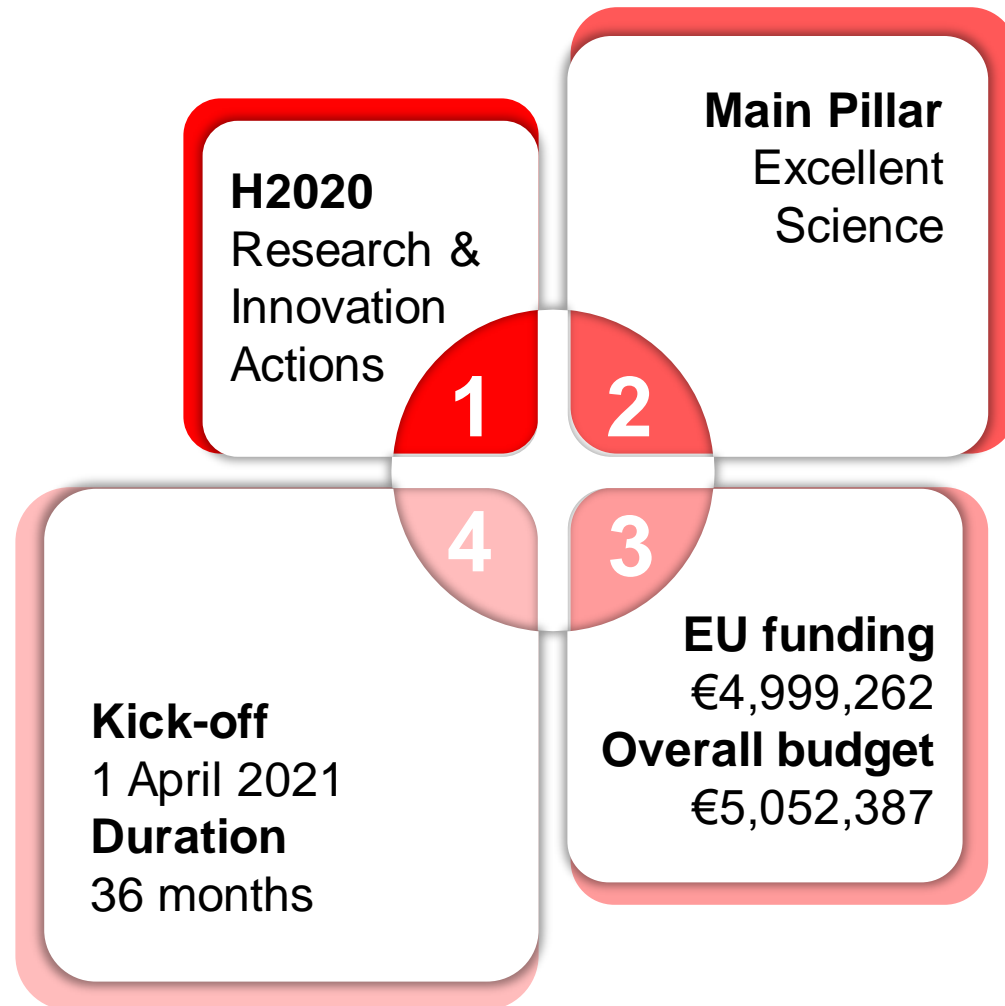 H2020
Research &
Innovation
Actions
1
Main Pillar
Excellent
Science
2
3
EU funding
€4,999,262
Overall budget
€5,052,387
4
Kick-off
1 April 2021
Duration
36 months